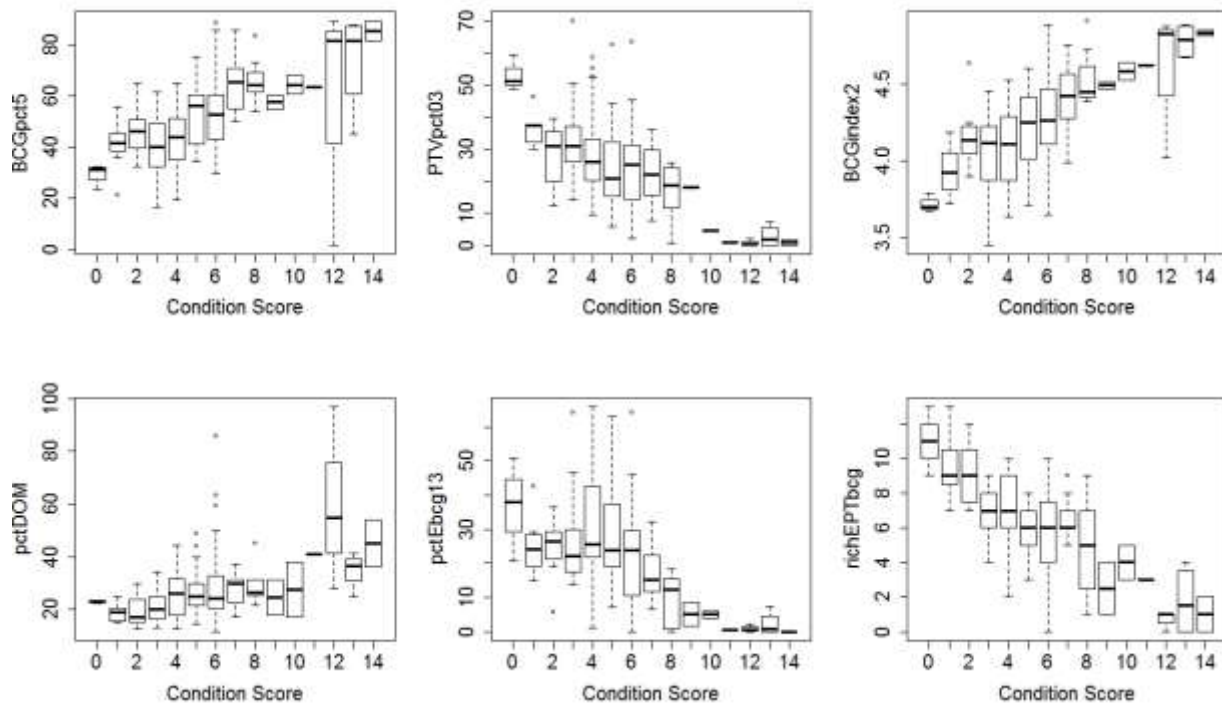 BCGpct5
0 20 40 60 80
0 2 4 6 8 10 12 14
Condition Score
PTVpct03
0 10 30 50 70
0 2 4 6 8 10 12 14
Condition Score
BCGindex2
3.5 4.0 4.5
0 2 4 6 8 10 12 14
Condition Score
pctDOM
20 40 60 80 100
0 2 4 6 8 10 12 14
Condition Score
pctEbcg13
0 10 30 50
0 2 4 6 8 10 12 14
Condition Score
richEPTbcg
0 2 4 6 8 10
0 2 4 6 8 10 12 14
Condition Score